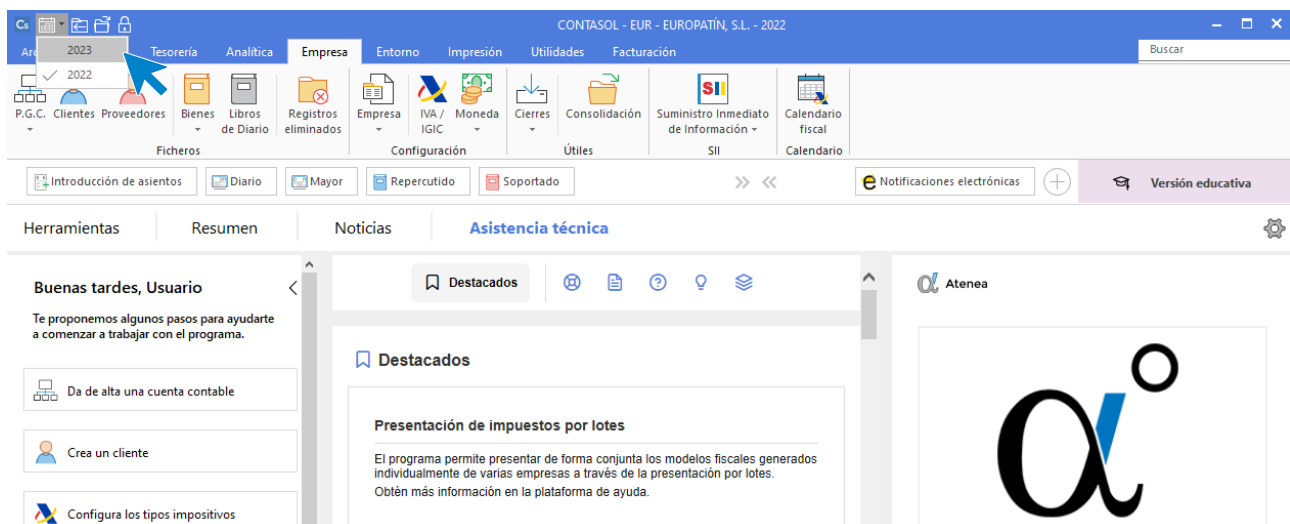 Cs
CONTASOL - EUR - EUROPATÍN, S.L. - 2022
2023
2022
Tesorería Analítica Empresa Entorno Impresión Utilidades Facturación
Buscar
P.G.C. Clientes Proveedores Bienes Libros de Diario Registros eliminados
Empresa IVA / IGIC Moneda Cierres Consolidación
SII
Suministro Inmediato de Información
Calendario fiscal
Ficheros Configuración Útiles SII Calendario
Introducción de asientos Diario Mayor Repercutido Soportado
Notificaciones electrónicas
Versión educativa
Herramientas Resumen Noticias Asistencia técnica
Buenas tardes, Usuario
Te proponemos algunos pasos para ayudarte
a comenzar a trabajar con el programa.
Da de alta una cuenta contable
Crea un cliente
Configura los tipos impositivos
Destacados
Destacados
Presentación de impuestos por lotes
El programa permite presentar de forma conjunta los modelos fiscales generados
individualmente de varias empresas a través de la presentación por lotes.
Obtén más información en la plataforma de ayuda.
Atenea